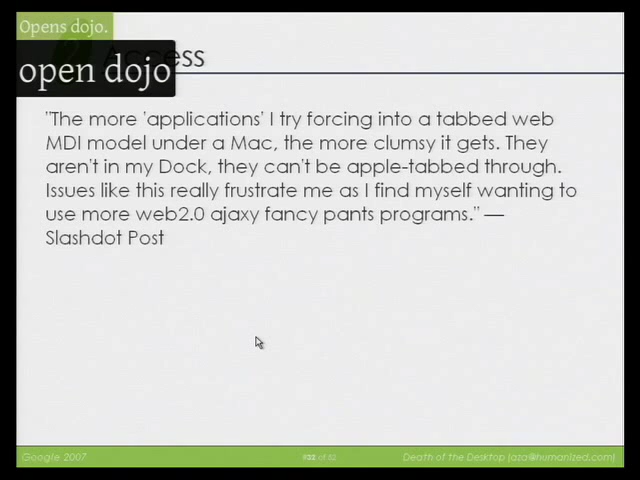 Opens dojo.
open dojo
Access
"The more 'applications' I try forcing into a tabbed web
MDI model under a Mac, the more clumsy it gets. They
aren't in my Dock, they can't be apple-tabbed through.
Issues like this really frustrate me as I find myself wanting to
use more web2.0 ajaxy fancy pants programs." —
Slashdot Post
Google 2007
#22 of 52
Death of the Desktop (aza@humanized.com)